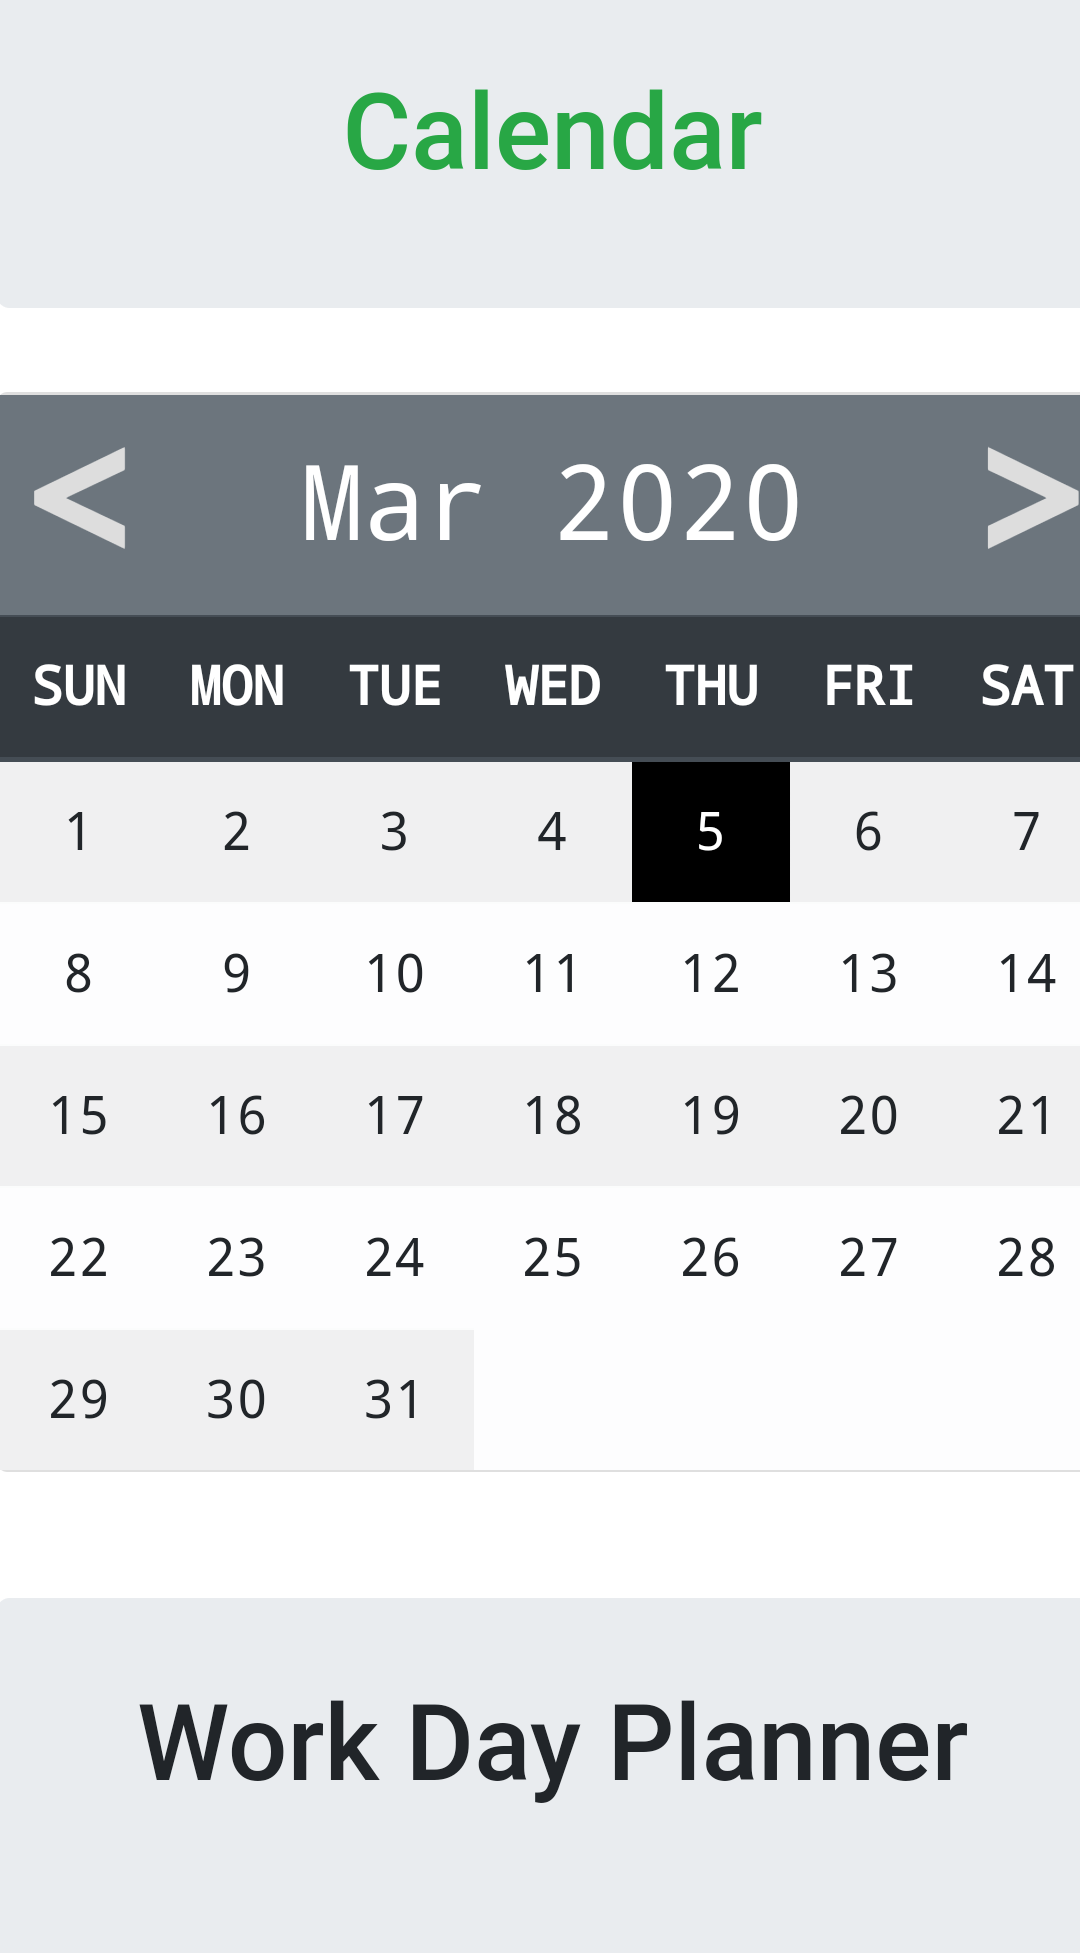 Calendar
< Mar 2020 >
SUN MON TUE WED THU FRI SAT
1 2 3 4 5 6 7
8 9 10 11 12 13 14
15 16 17 18 19 20 21
22 23 24 25 26 27 28
29 30 31
Work Day Planner